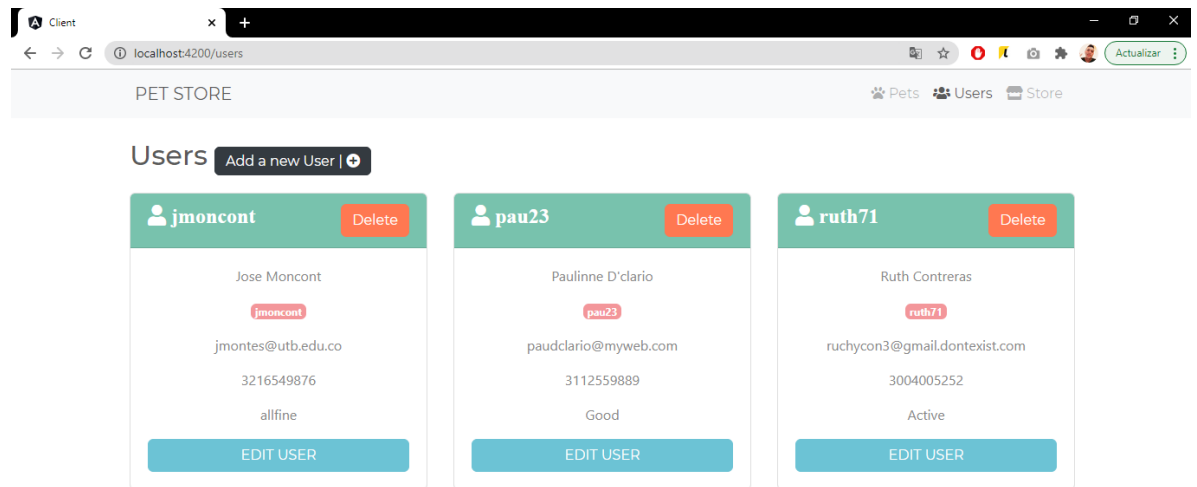 Client
localhost:4200/users
Actualizar
PET STORE
Pets Users Store
Users Add a new User |
jmoncont Delete
pau23 Delete
ruth71 Delete
Jose Moncont
jmoncont
jmontes@utb.edu.co
3216549876
allfine
EDIT USER
Paulinne D'clario
pau23
paudclario@myweb.com
3112559889
Good
EDIT USER
Ruth Contreras
ruth71
ruchycon3@gmail.dontexist.com
3004005252
Active
EDIT USER